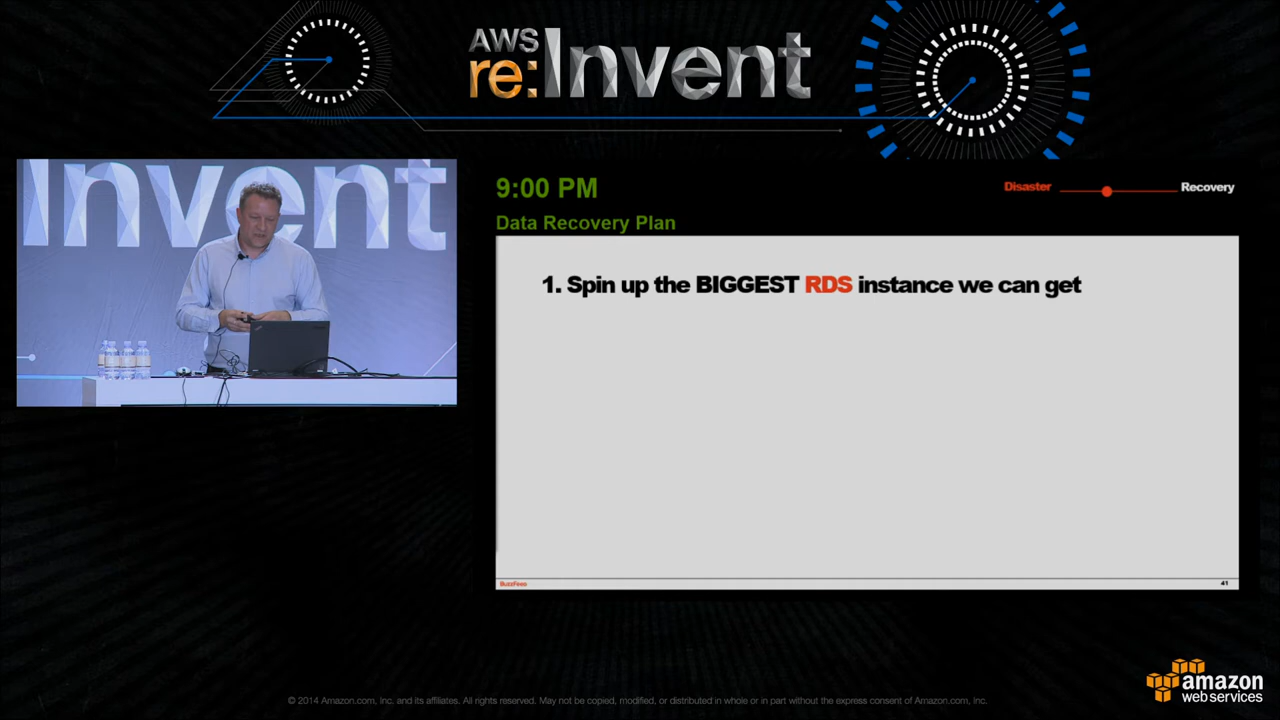 AWS
re:Invent
Invent
9:00 PM
Disaster
Recovery
Data Recovery Plan
1. Spin up the BIGGEST RDS instance we can get
BuzzFeed
41
© 2014 Amazon.com, Inc. and its affiliates. All rights reserved. May not be copied, modified, or distributed in whole or in part without the express consent of Amazon.com, Inc.
amazon
web services